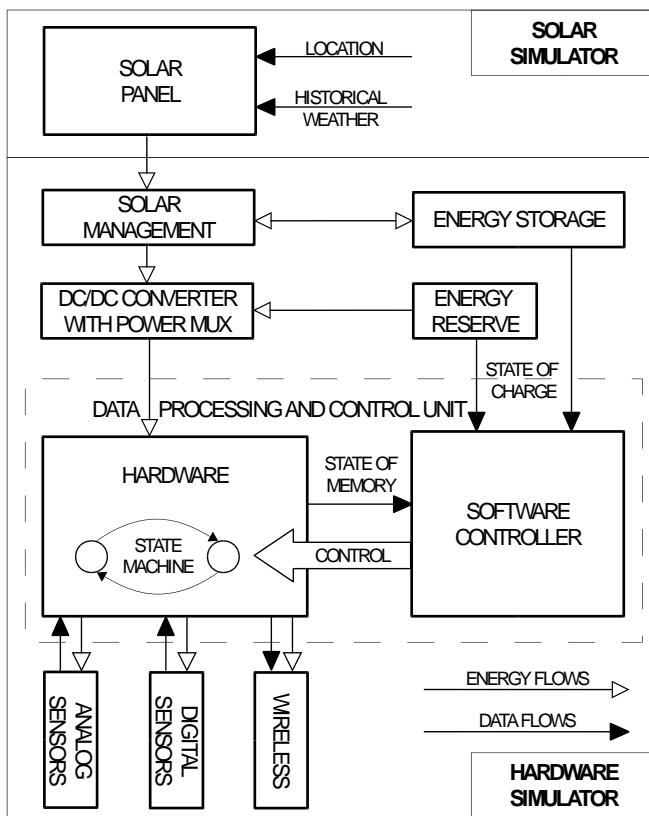 SOLAR
SIMULATOR
SOLAR
PANEL
LOCATION
HISTORICAL
WEATHER
SOLAR
MANAGEMENT
ENERGY STORAGE
DC/DC CONVERTER
WITH POWER MUX
ENERGY
RESERVE
STATE OF
CHARGE
DATA PROCESSING AND CONTROL UNIT
HARDWARE
STATE OF
MEMORY
SOFTWARE
CONTROLLER
STATE
MACHINE
CONTROL
ANALOG
SENSORS
DIGITAL
SENSORS
WIRELESS
ENERGY FLOWS
DATA FLOWS
HARDWARE
SIMULATOR